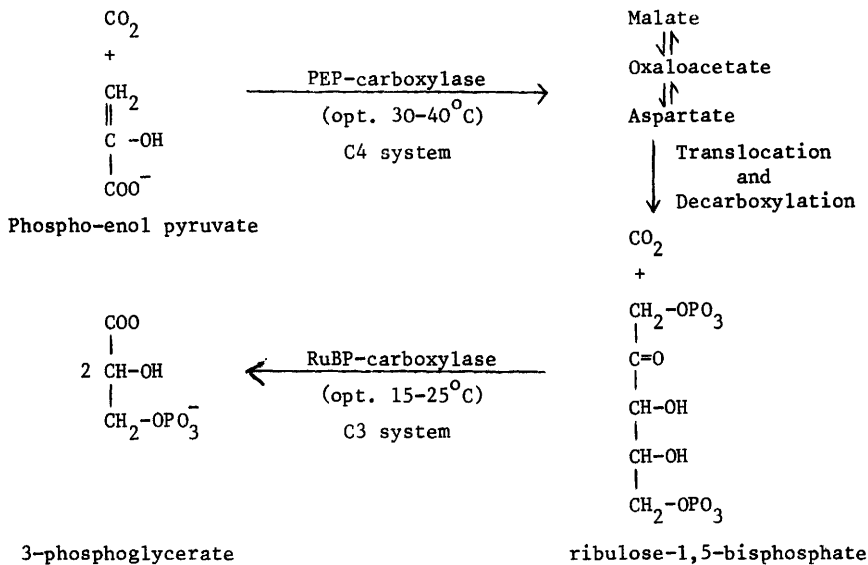 CO2
+
CH2
||
C -OH
|
COO-
Phospho-enol pyruvate
PEP-carboxylase
(opt. 30-40°C)
C4 system
Malate
⇌
Oxaloacetate
⇌
Aspartate
Translocation
and
Decarboxylation
CO2
+
CH2-OPO3
|
C=O
|
CH-OH
|
CH-OH
|
CH2-OPO3
ribulose-1,5-bisphosphate
RuBP-carboxylase
(opt. 15-25°C)
C3 system
COO
|
2 CH-OH
|
CH2-OPO3-
3-phosphoglycerate